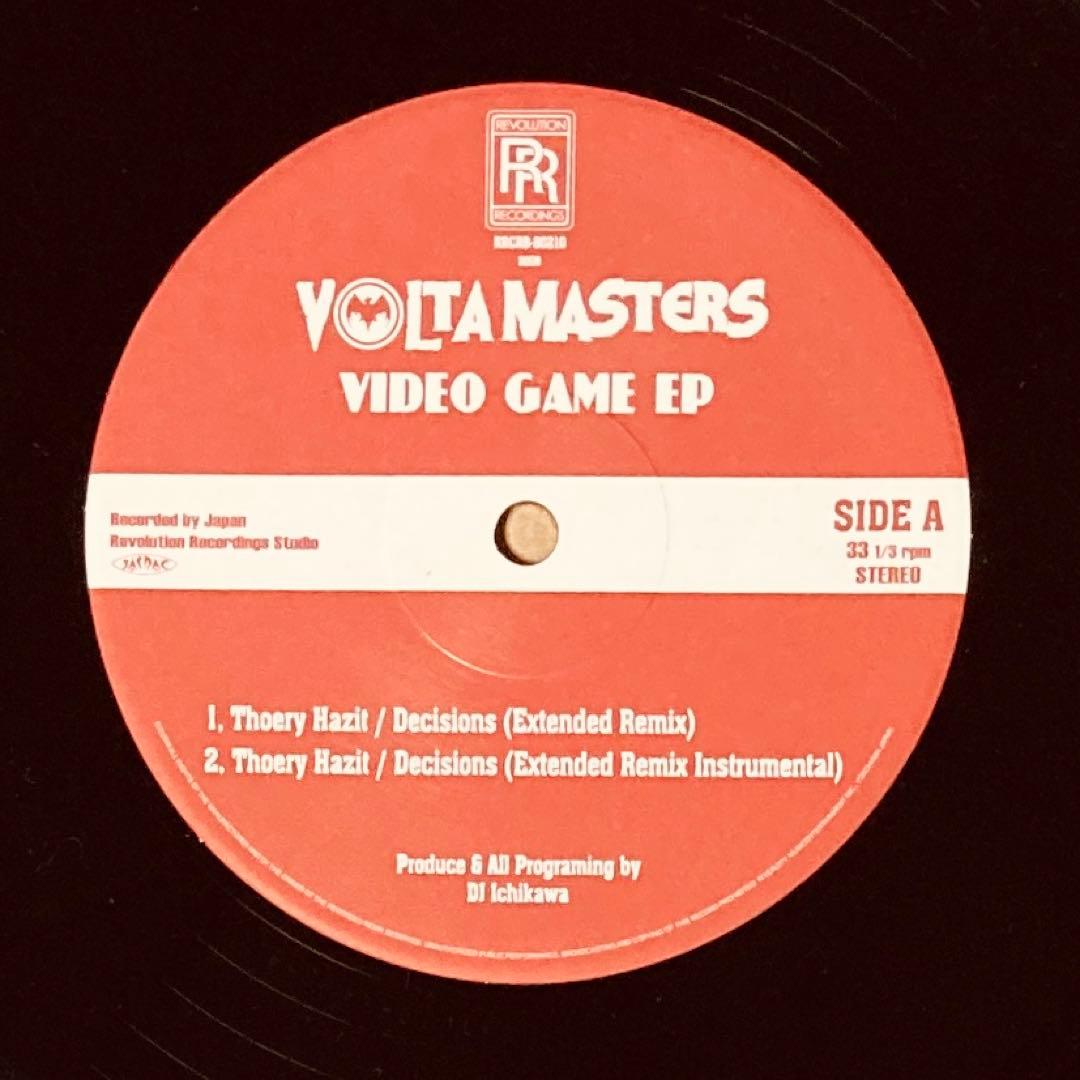 REVOLUTION
RR
RECORDINGS
VOLTA MASTERS
VIDEO GAME EP
Recorded by Japan
Revolution Recordings Studio
JASRAC
SIDE A
33 1/3 rpm
STEREO
1. Thoery Hazit / Decisions (Extended Remix)
2. Thoery Hazit / Decisions (Extended Remix Instrumental)
Produce & All Programing by
DJ Ichikawa